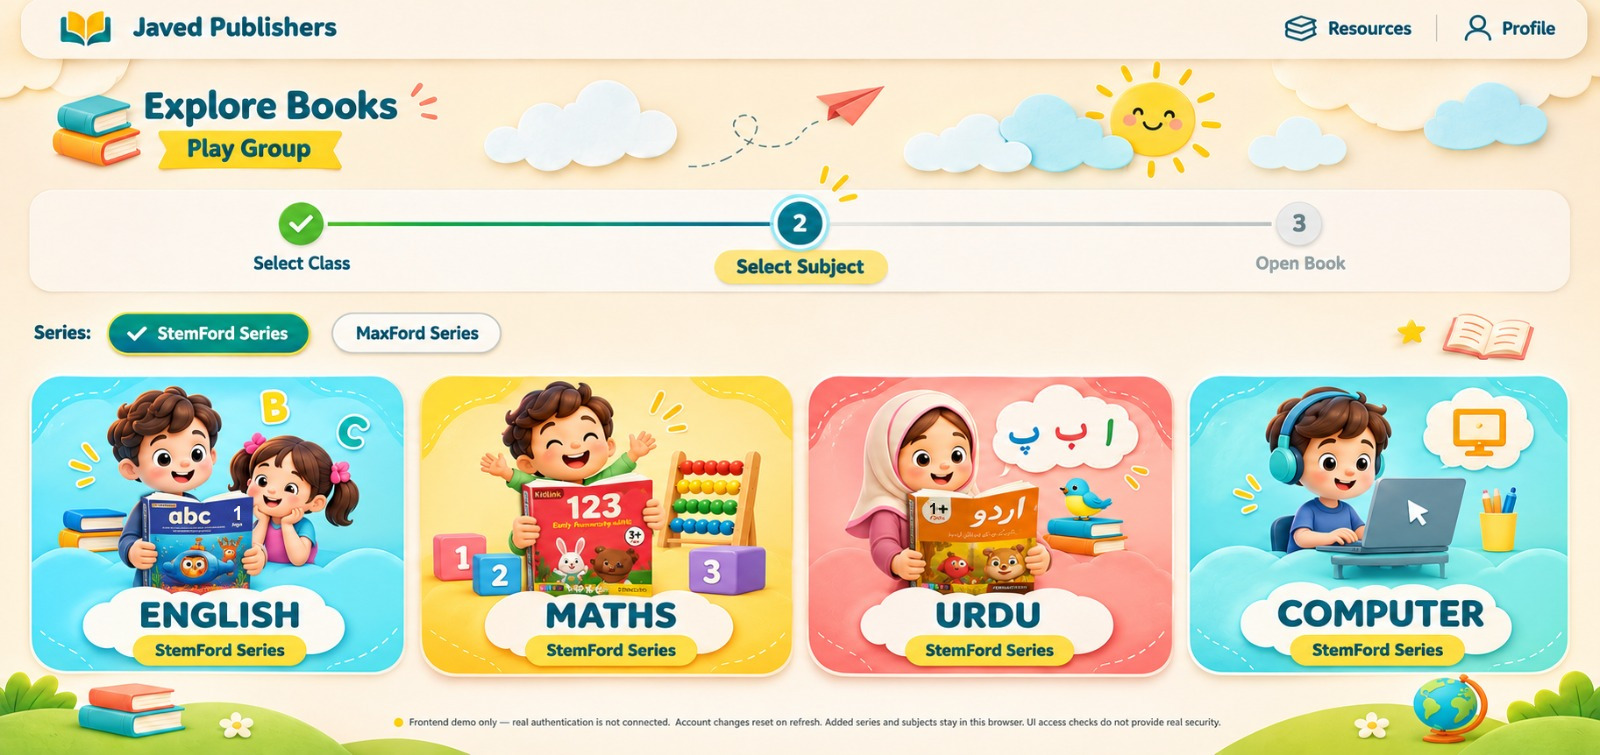 Javed Publishers
Resources
Profile
Explore Books
Play Group
2
3
Select Class
Select Subject
Open Book
Series:
StemFord Series
MaxFord Series
B
C
abc
1
ENGLISH
StemFord Series
Kidlink
123
3+
1
2
3
MATHS
StemFord Series
ا ب پ
1+
اردو
URDU
StemFord Series
COMPUTER
StemFord Series
Frontend demo only — real authentication is not connected. Account changes reset on refresh. Added series and subjects stay in this browser. UI access checks do not provide real security.